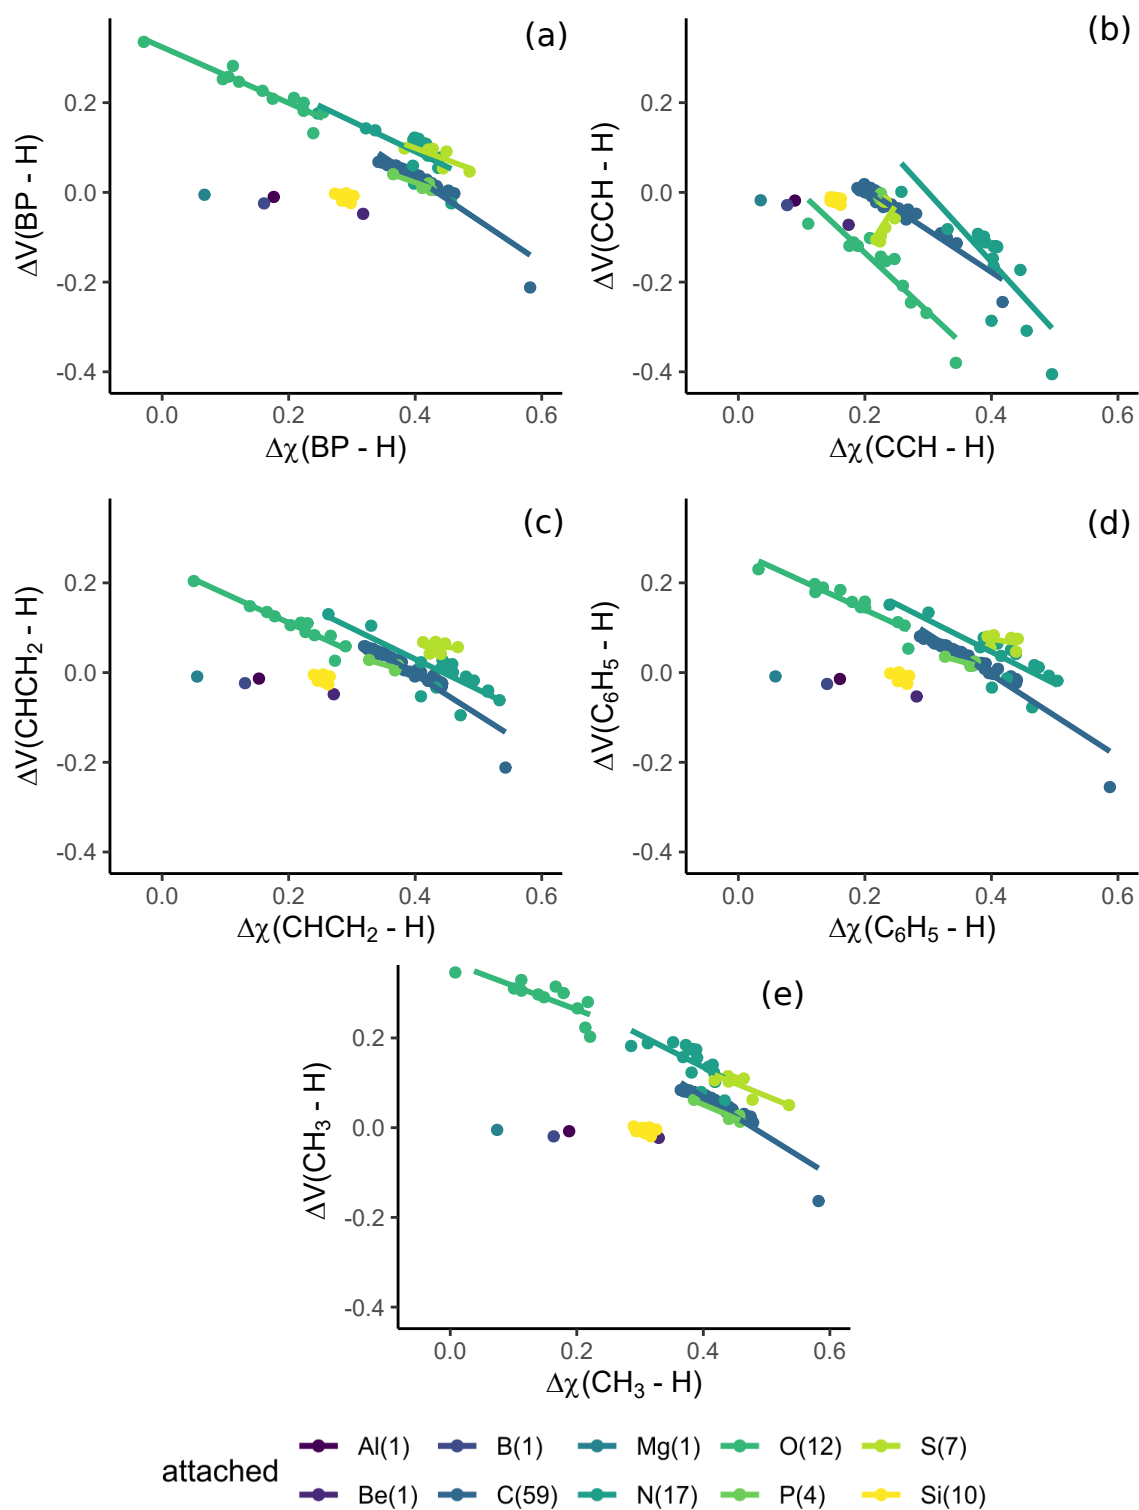 (a)
0.2
0.0
-0.2
-0.4
ΔV(BP - H)
0.0 0.2 0.4 0.6
Δχ(BP - H)
(b)
0.2
0.0
-0.2
-0.4
ΔV(CCH - H)
0.0 0.2 0.4 0.6
Δχ(CCH - H)
(c)
0.2
0.0
-0.2
-0.4
ΔV(CHCH₂ - H)
0.0 0.2 0.4 0.6
Δχ(CHCH₂ - H)
(d)
0.2
0.0
-0.2
-0.4
ΔV(C₆H₅ - H)
0.0 0.2 0.4 0.6
Δχ(C₆H₅ - H)
(e)
0.2
0.0
-0.2
-0.4
ΔV(CH₃ - H)
0.0 0.2 0.4 0.6
Δχ(CH₃ - H)
attached
Al(1) B(1) Mg(1) O(12) S(7)
Be(1) C(59) N(17) P(4) Si(10)